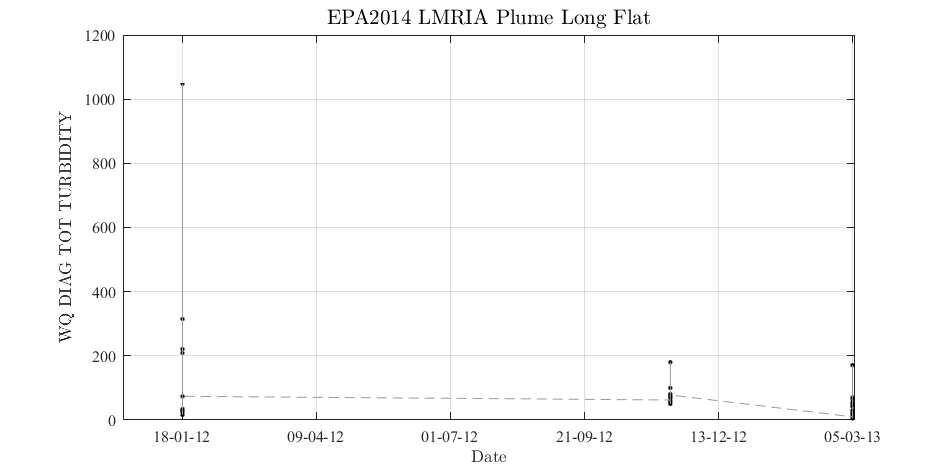 EPA2014 LMRIA Plume Long Flat
WQ DIAG TOT TURBIDITY
1200
1000
800
600
400
200
0
18-01-12 09-04-12 01-07-12 21-09-12 13-12-12 05-03-13
Date